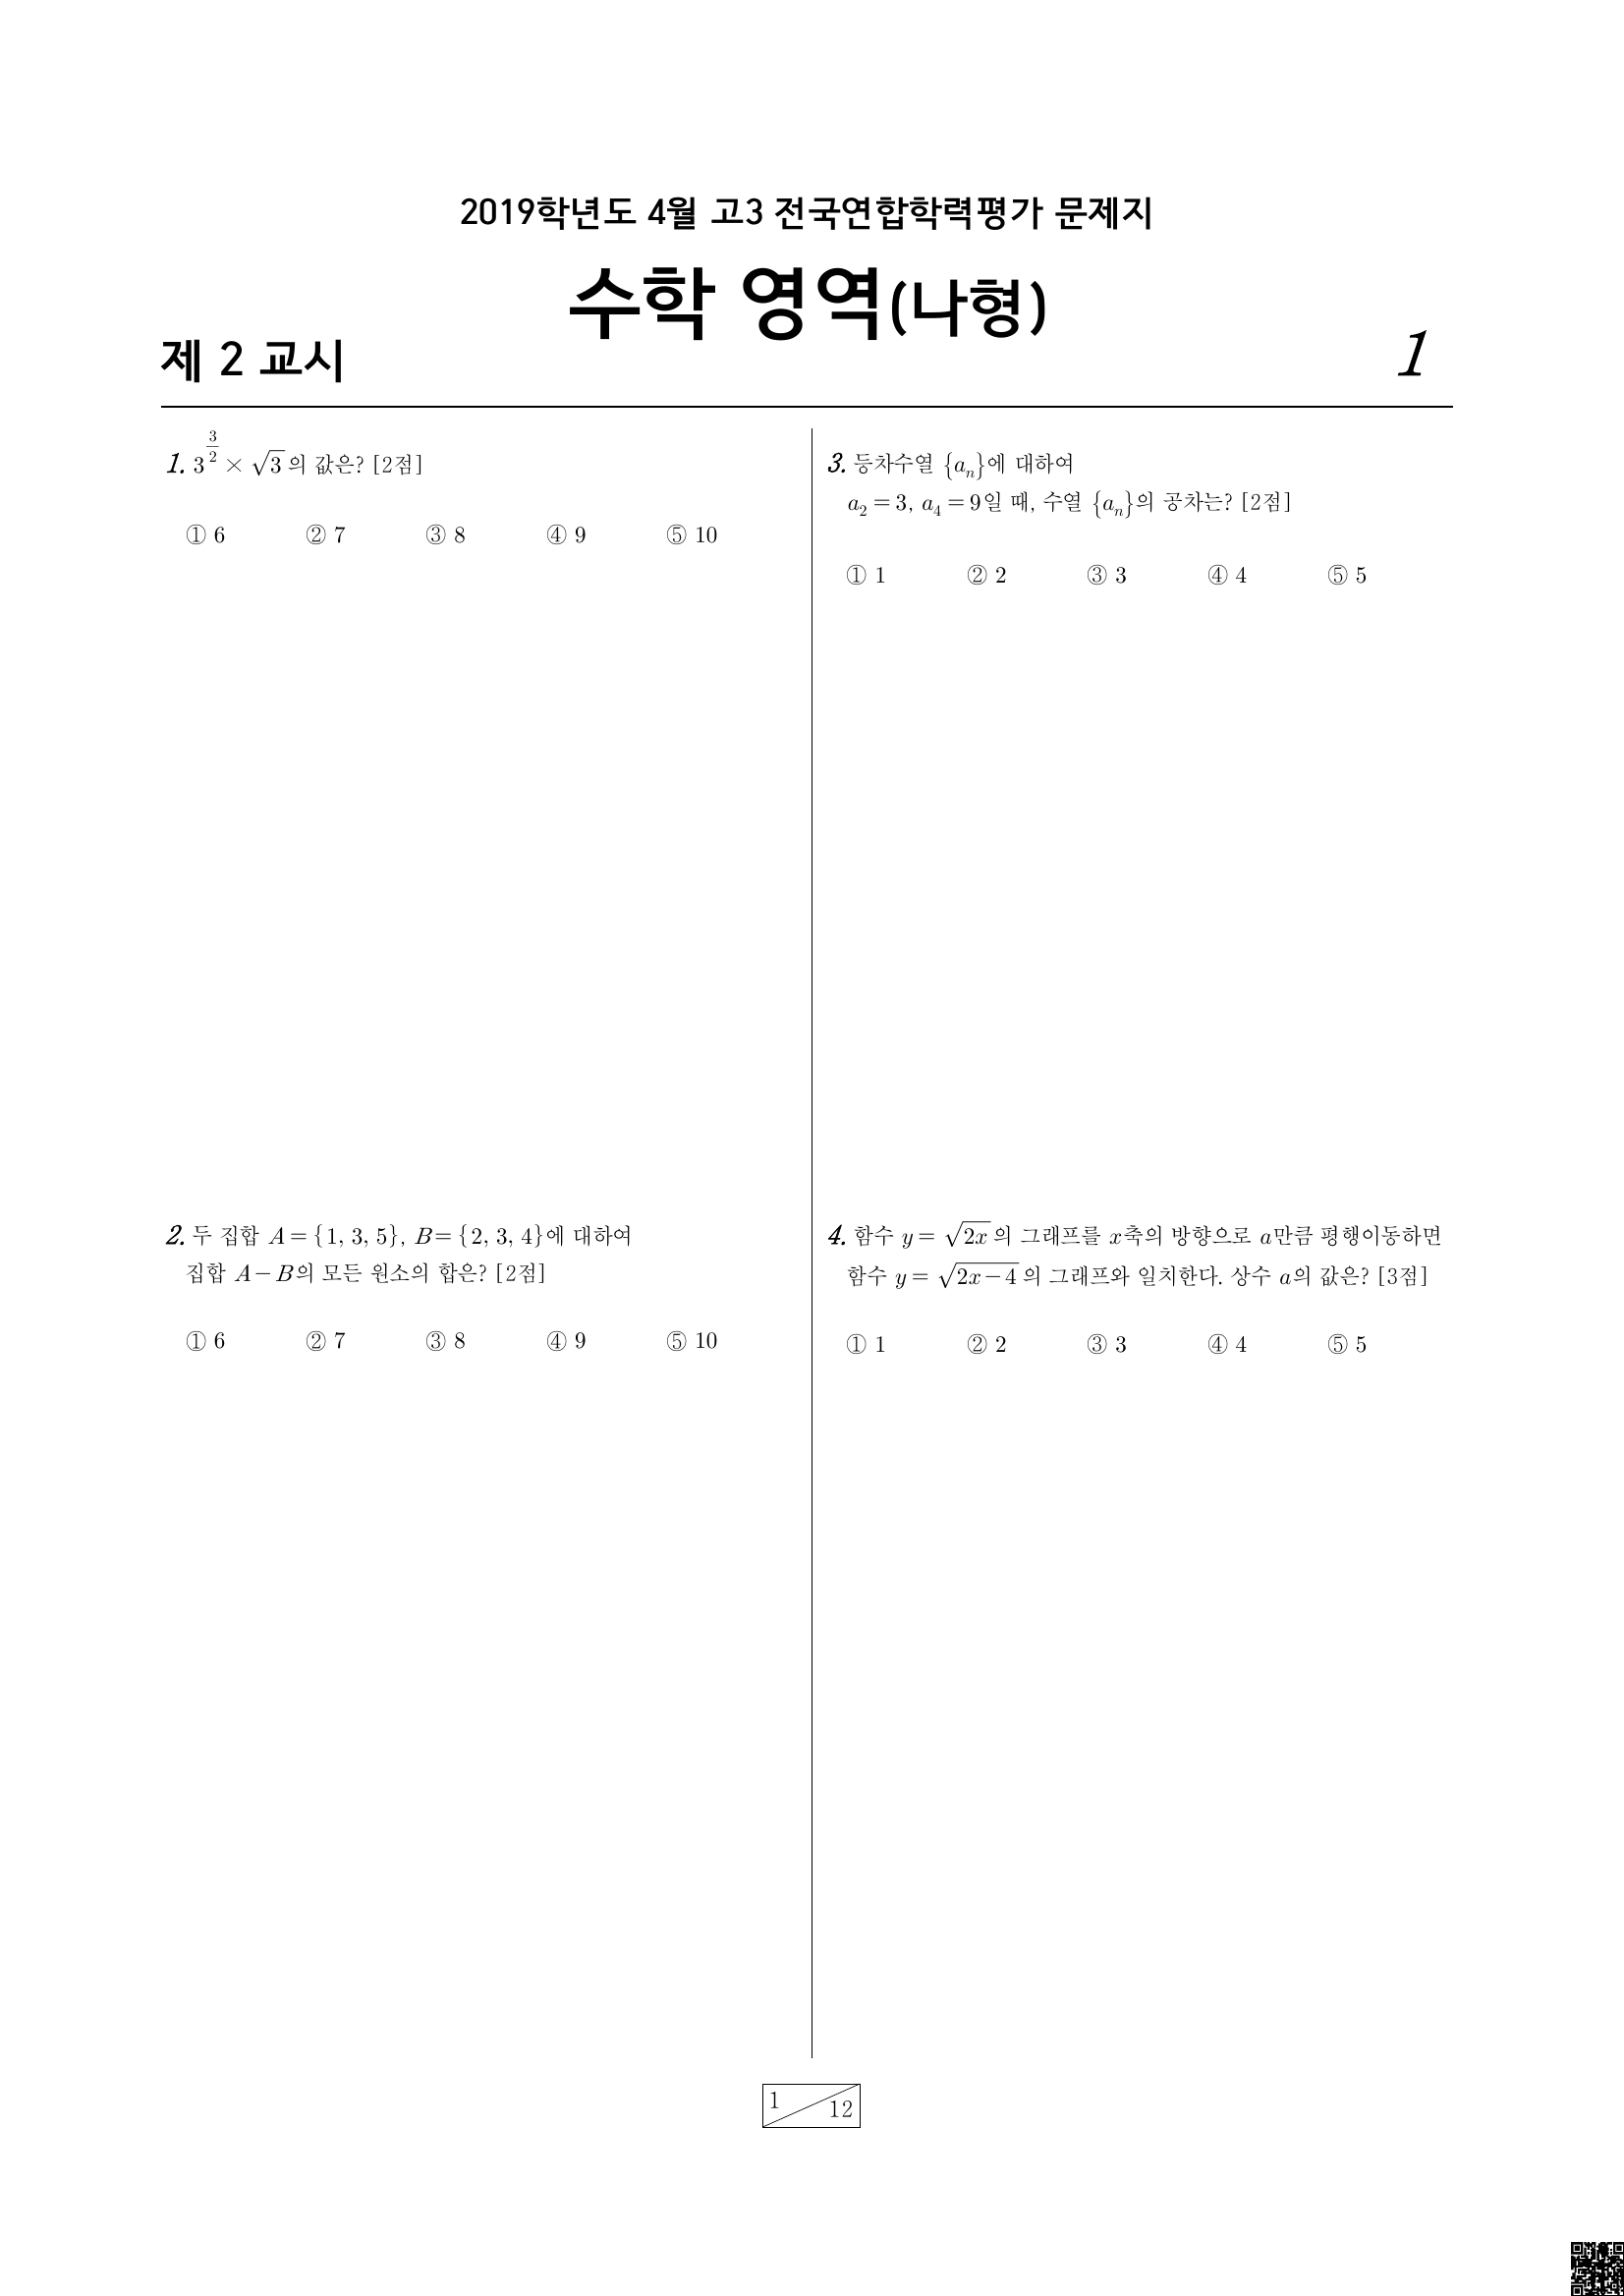 2019학년도 4월 고3 전국연합학력평가 문제지
수학 영역(나형)
제 2 교시
1
1. 3^{3/2} × √3 의 값은? [2점]
① 6 ② 7 ③ 8 ④ 9 ⑤ 10
2. 두 집합 A = {1, 3, 5}, B = {2, 3, 4}에 대하여
집합 A − B의 모든 원소의 합은? [2점]
① 6 ② 7 ③ 8 ④ 9 ⑤ 10
3. 등차수열 {aₙ}에 대하여
a₂ = 3, a₄ = 9일 때, 수열 {aₙ}의 공차는? [2점]
① 1 ② 2 ③ 3 ④ 4 ⑤ 5
4. 함수 y = √(2x) 의 그래프를 x축의 방향으로 a만큼 평행이동하면
함수 y = √(2x − 4) 의 그래프와 일치한다. 상수 a의 값은? [3점]
① 1 ② 2 ③ 3 ④ 4 ⑤ 5
1 12